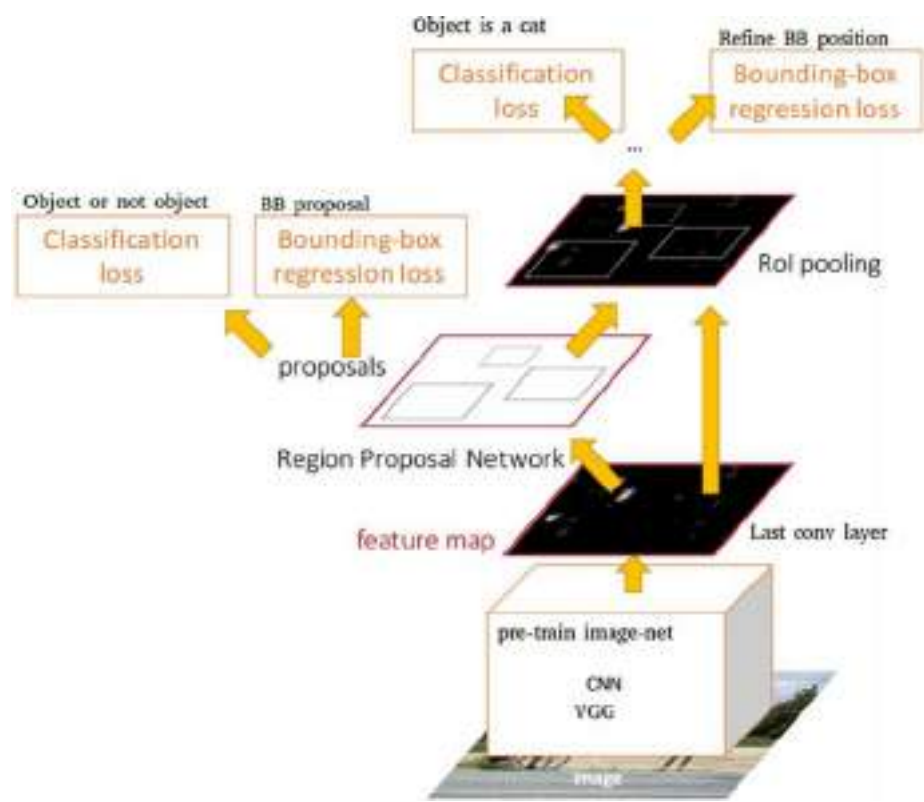 Object is a cat
Refine BB position
Classification
loss
Bounding-box
regression loss
...
Object or not object
BB proposal
Classification
loss
Bounding-box
regression loss
RoI pooling
proposals
Region Proposal Network
feature map
Last conv layer
pre-train image-net
CNN
VGG
image